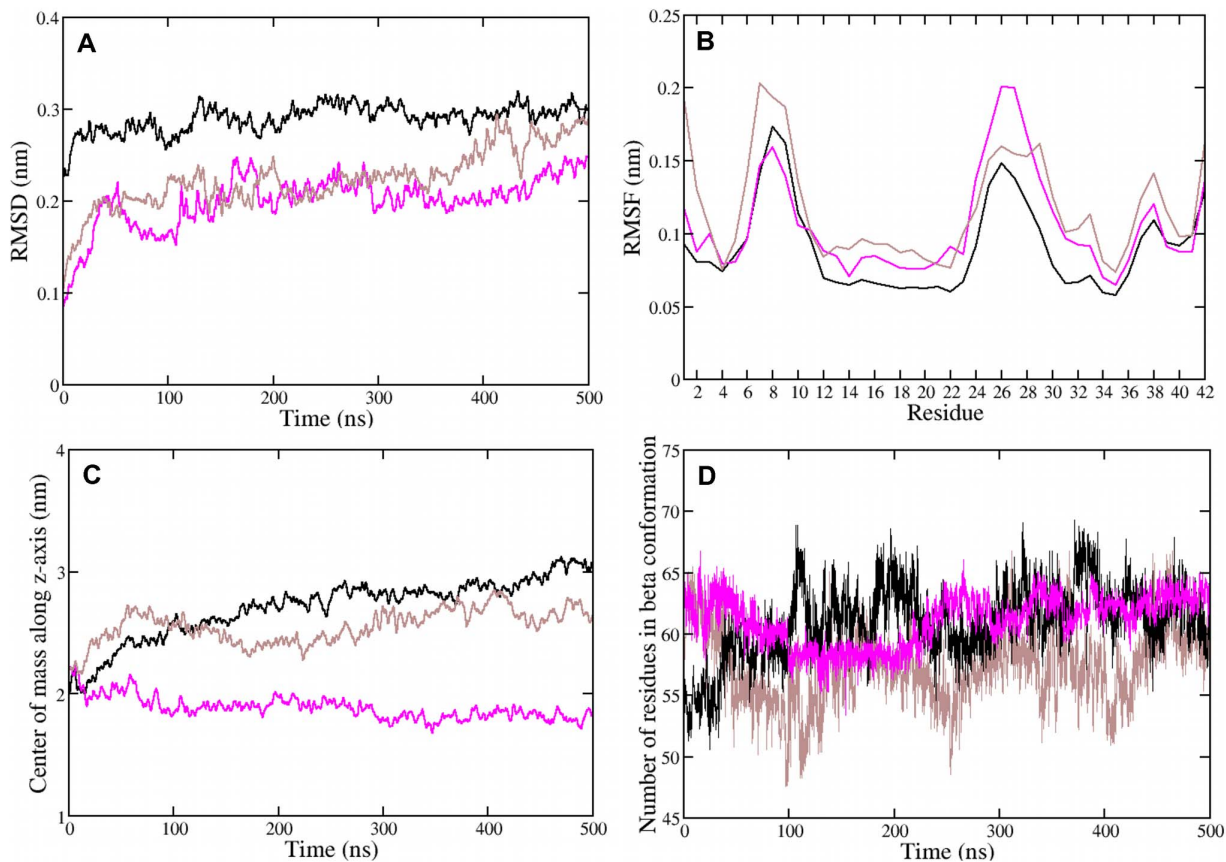 A
RMSD (nm)
0.4
0.3
0.2
0.1
0
0 100 200 300 400 500
Time (ns)
B
RMSF (nm)
0.25
0.2
0.15
0.1
0.05
0
2 4 6 8 10 12 14 16 18 20 22 24 26 28 30 32 34 36 38 40 42
Residue
C
Center of mass along z-axis (nm)
4
3
2
1
0 100 200 300 400 500
Time (ns)
D
Number of residues in beta conformation
75
70
65
60
55
50
45
0 100 200 300 400 500
Time (ns)